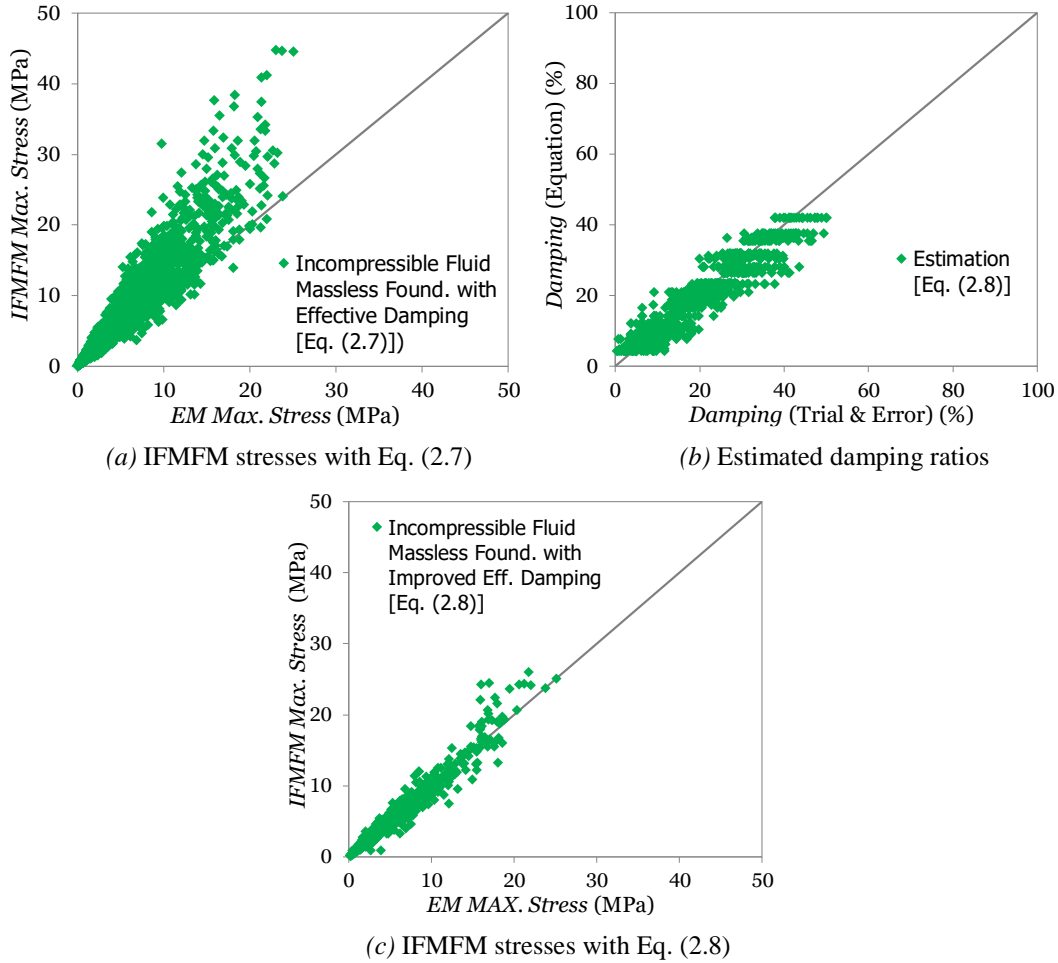 50
40
30
20
10
0
IFMFM Max. Stress (MPa)
Incompressible Fluid
Massless Found. with
Effective Damping
[Eq. (2.7)])
0 10 20 30 40 50
EM Max. Stress (MPa)
(a) IFMFM stresses with Eq. (2.7)
100
80
60
40
20
0
Damping (Equation) (%)
Estimation
[Eq. (2.8)]
0 20 40 60 80 100
Damping (Trial & Error) (%)
(b) Estimated damping ratios
50
40
30
20
10
0
IFMFM Max. Stress (MPa)
Incompressible Fluid
Massless Found. with
Improved Eff. Damping
[Eq. (2.8)]
0 10 20 30 40 50
EM MAX. Stress (MPa)
(c) IFMFM stresses with Eq. (2.8)